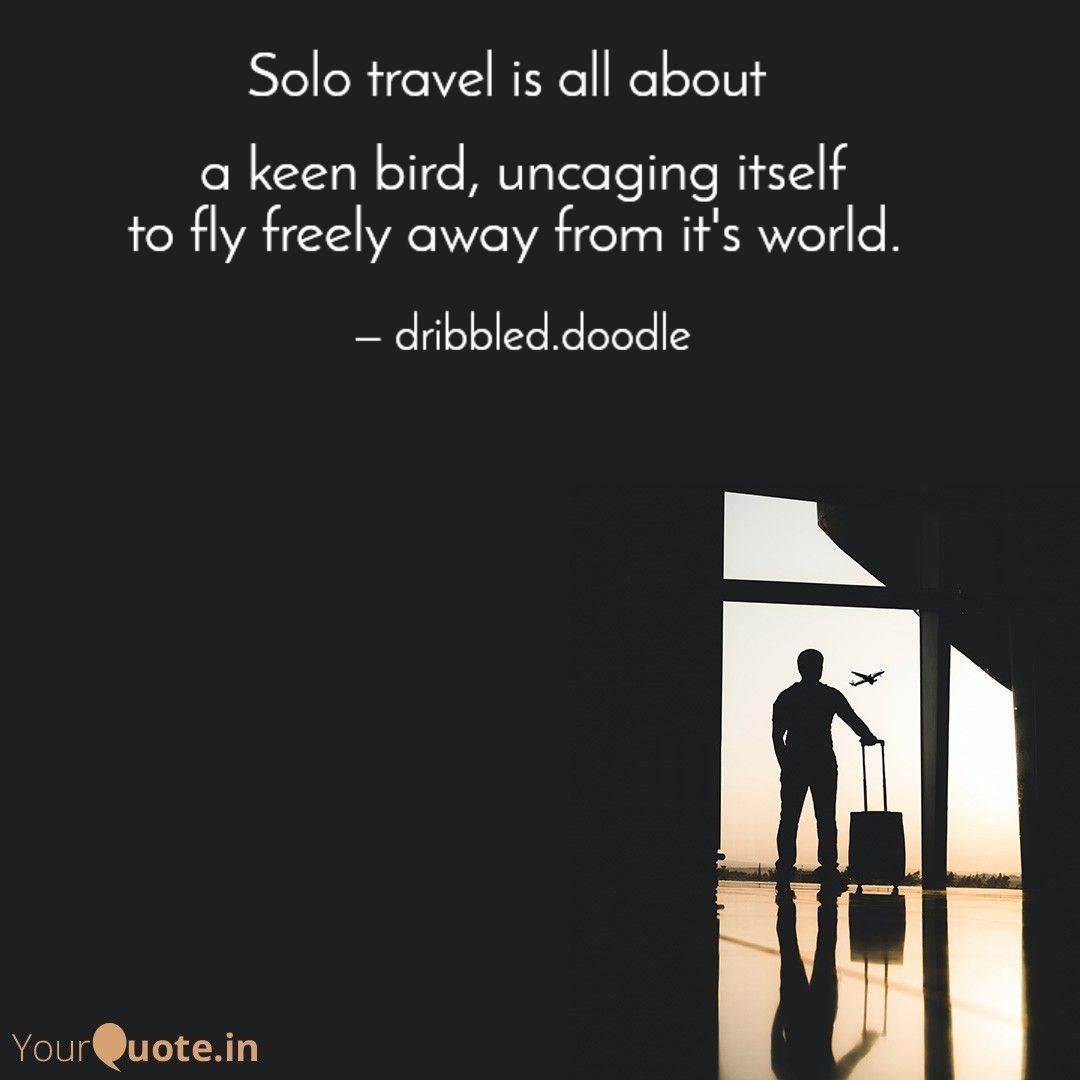 Solo travel is all about
a keen bird, uncaging itself
to fly freely away from it's world.
— dribbled.doodle
YourQuote.in